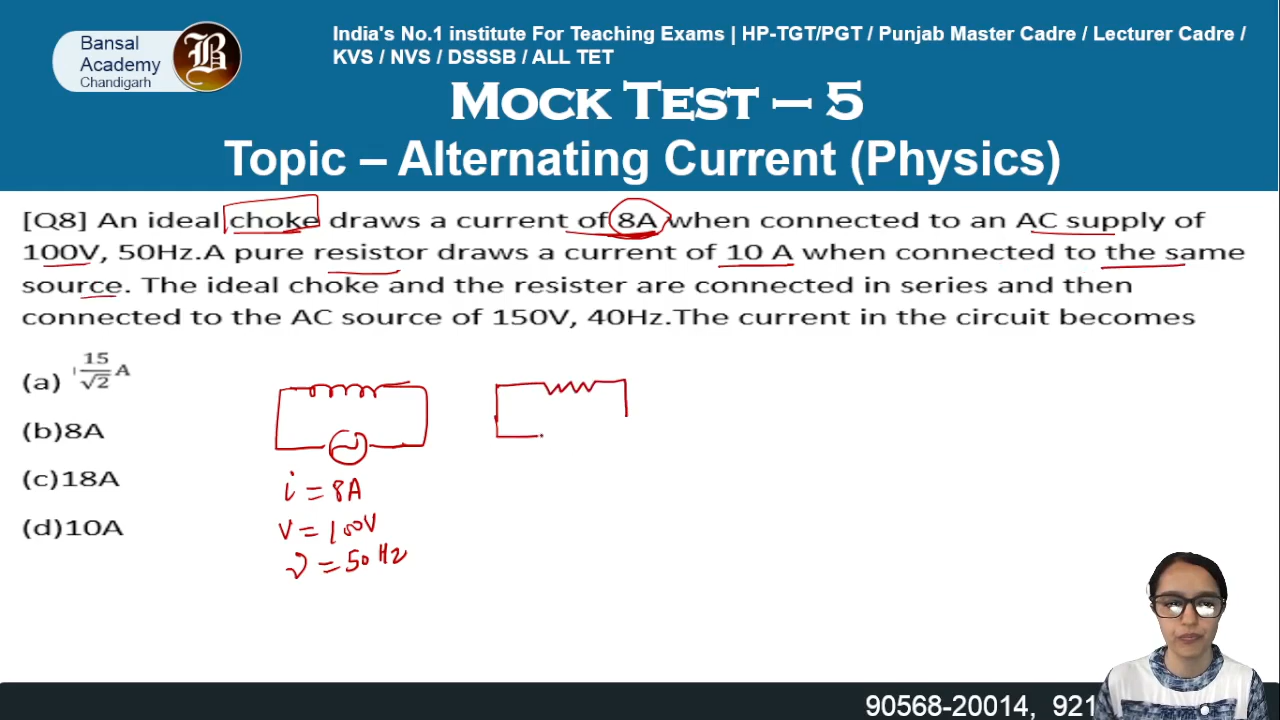 Bansal
Academy
Chandigarh
B
India's No.1 institute For Teaching Exams | HP-TGT/PGT / Punjab Master Cadre / Lecturer Cadre /
KVS / NVS / DSSSB / ALL TET
MOCK TEST – 5
Topic – Alternating Current (Physics)
[Q8] An ideal choke draws a current of 8A when connected to an AC supply of
100V, 50Hz.A pure resistor draws a current of 10 A when connected to the same
source. The ideal choke and the resister are connected in series and then
connected to the AC source of 150V, 40Hz.The current in the circuit becomes
(a) 15/√2 A
(b)8A
(c)18A
(d)10A
i = 8A
V = 100V
ν = 50 Hz
90568-20014, 921